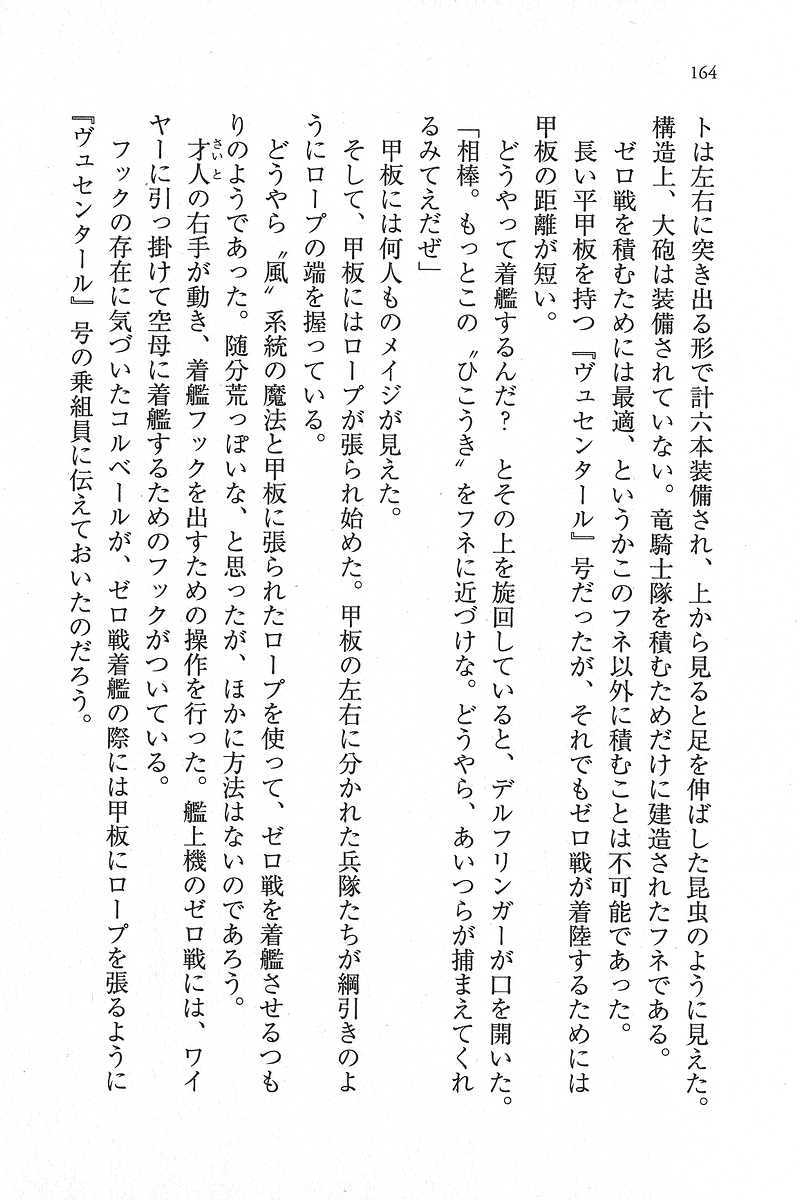 164
トは左右に突き出る形で計六本装備され、上から見ると足を伸ばした昆虫のように見えた。
構造上、大砲は装備されていない。竜騎士隊を積むためだけに建造されたフネである。
ゼロ戦を積むためには最適、というかこのフネ以外に積むことは不可能であった。
長い平甲板を持つ『ヴュセンタール』号だったが、それでもゼロ戦が着陸するためには
甲板の距離が短い。
どうやって着艦するんだ？　とその上を旋回していると、デルフリンガーが口を開いた。
「相棒。もっとこの〝ひこうき〟をフネに近づけな。どうやら、あいつらが捕まえてくれ
るみてえだぜ」
甲板には何人ものメイジが見えた。
そして、甲板にはロープが張られ始めた。甲板の左右に分かれた兵隊たちが綱引きのよ
うにロープの端を握っている。
どうやら〝風〟系統の魔法と甲板に張られたロープを使って、ゼロ戦を着艦させるつも
りのようであった。随分荒っぽいな、と思ったが、ほかに方法はないのであろう。
才人さいとの右手が動き、着艦フックを出すための操作を行った。艦上機のゼロ戦には、ワイ
ヤーに引っ掛けて空母に着艦するためのフックがついている。
フックの存在に気づいたコルベールが、ゼロ戦着艦の際には甲板にロープを張るように
『ヴュセンタール』号の乗組員に伝えておいたのだろう。